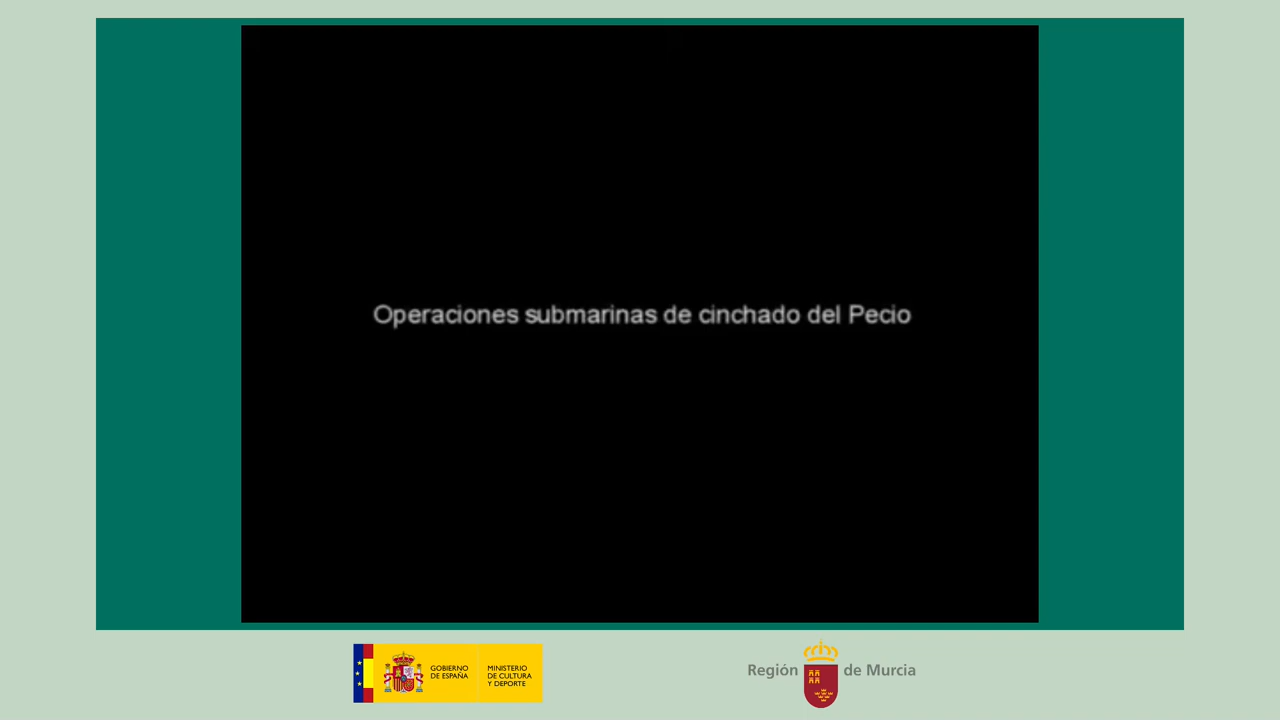 Operaciones submarinas de cinchado del Pecio
GOBIERNO
DE ESPAÑA
MINISTERIO
DE CULTURA
Y DEPORTE
Región de Murcia